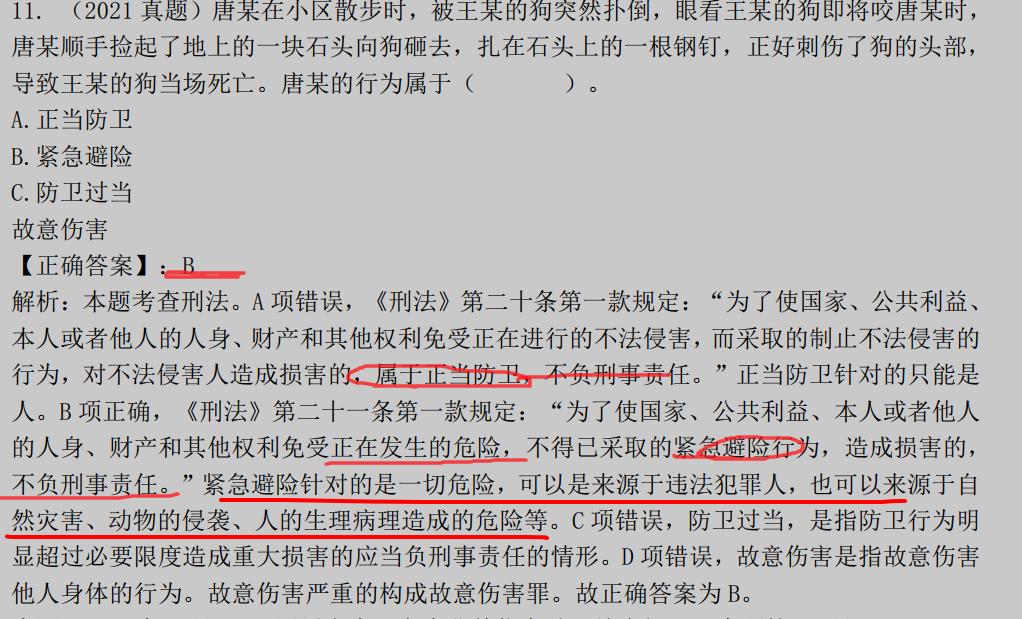 11. （2021 真题）唐某在小区散步时，被王某的狗突然扑倒，眼看王某的狗即将咬唐某时，
唐某顺手捡起了地上的一块石头向狗砸去，扎在石头上的一根钢钉，正好刺伤了狗的头部，
导致王某的狗当场死亡。唐某的行为属于（　　　）。
A.正当防卫
B.紧急避险
C.防卫过当
故意伤害
【正确答案】：B
解析：本题考查刑法。A 项错误，《刑法》第二十条第一款规定：“为了使国家、公共利益、
本人或者他人的人身、财产和其他权利免受正在进行的不法侵害，而采取的制止不法侵害的
行为，对不法侵害人造成损害的，属于正当防卫，不负刑事责任。”正当防卫针对的只能是
人。B 项正确，《刑法》第二十一条第一款规定：“为了使国家、公共利益、本人或者他人
的人身、财产和其他权利免受正在发生的危险，不得已采取的紧急避险行为，造成损害的，
不负刑事责任。”紧急避险针对的是一切危险，可以是来源于违法犯罪人，也可以来源于自
然灾害、动物的侵袭、人的生理病理造成的危险等。C 项错误，防卫过当，是指防卫行为明
显超过必要限度造成重大损害的应当负刑事责任的情形。D 项错误，故意伤害是指故意伤害
他人身体的行为。故意伤害严重的构成故意伤害罪。故正确答案为 B。